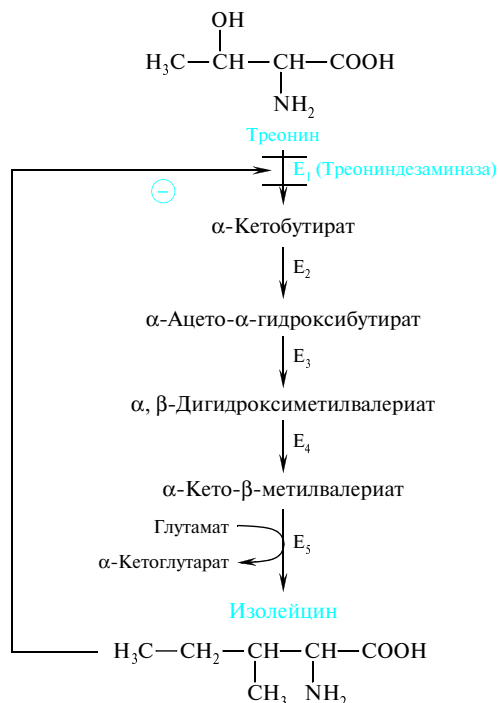 OH
H₃C—CH—CH—COOH
NH₂
Треонин
E₁ (Треониндезаминаза)
−
α-Кетобутират
E₂
α-Ацето-α-гидроксибутират
E₃
α, β-Дигидроксиметилвалериат
E₄
α-Кето-β-метилвалериат
Глутамат
E₅
α-Кетоглутарат
Изолейцин
H₃C—CH₂—CH—CH—COOH
CH₃ NH₂